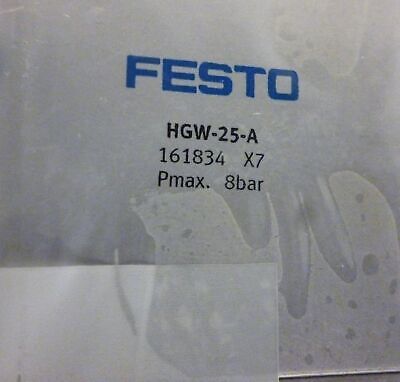 FESTO
HGW-25-A
161834 X7
Pmax. 8bar